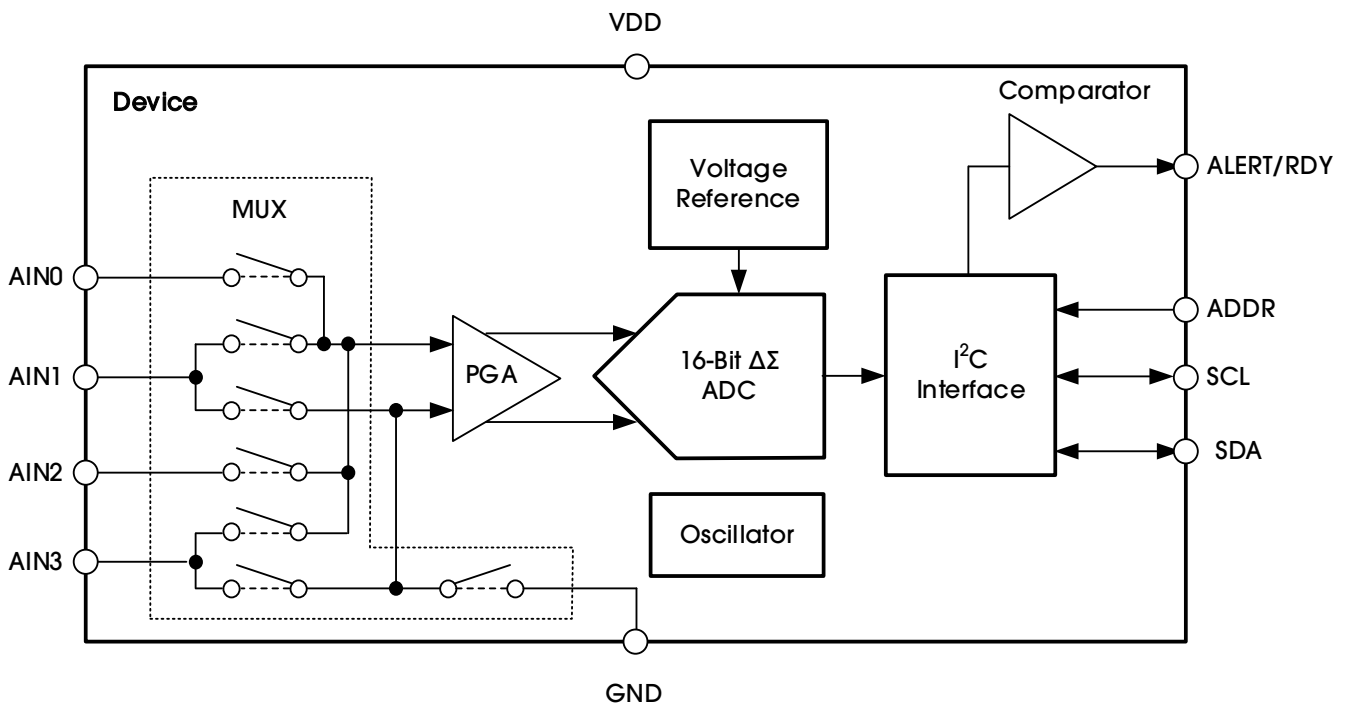 VDD
Device
Comparator
Voltage
Reference
ALERT/RDY
MUX
AIN0
ADDR
AIN1
PGA
16-Bit ΔΣ
ADC
I²C
Interface
SCL
AIN2
SDA
Oscillator
AIN3
GND